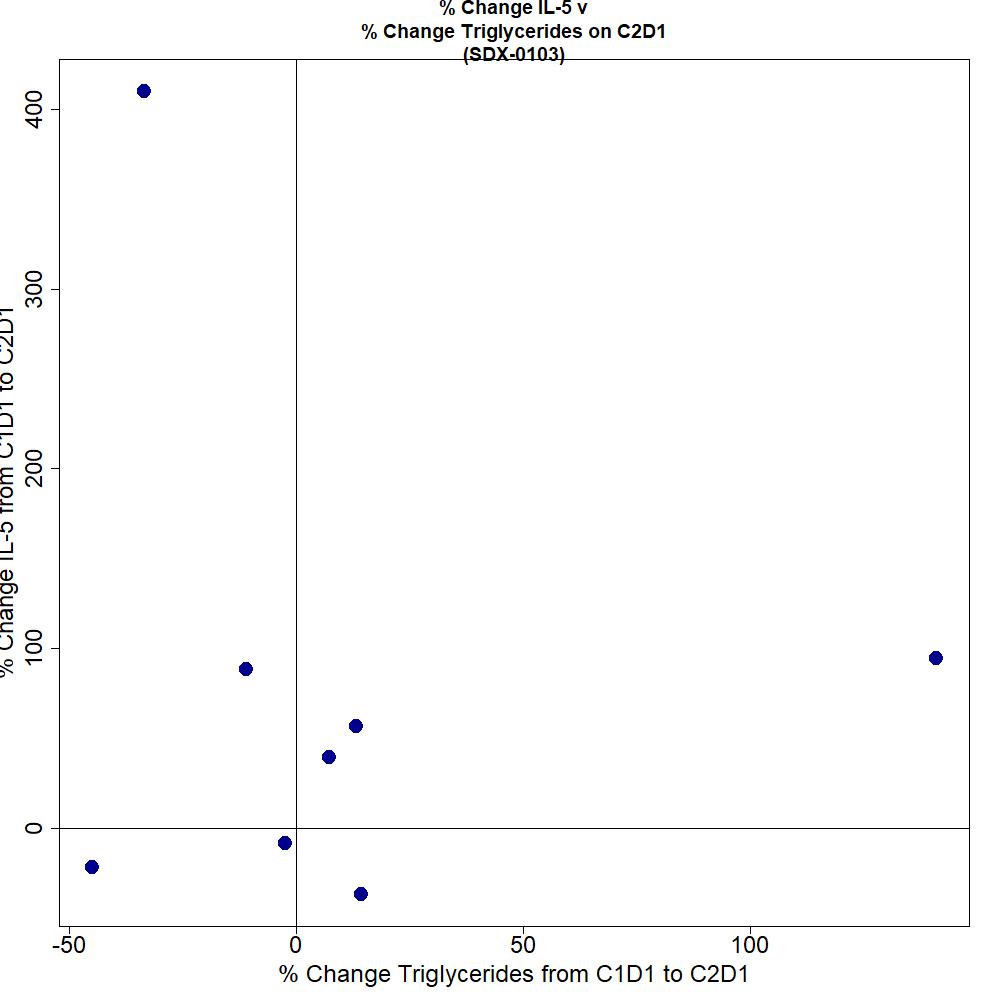 % Change IL-5 v
% Change Triglycerides on C2D1
(SDX-0103)
% Change IL-5 from C1D1 to C2D1
400
300
200
100
0
-50
0
50
100
% Change Triglycerides from C1D1 to C2D1